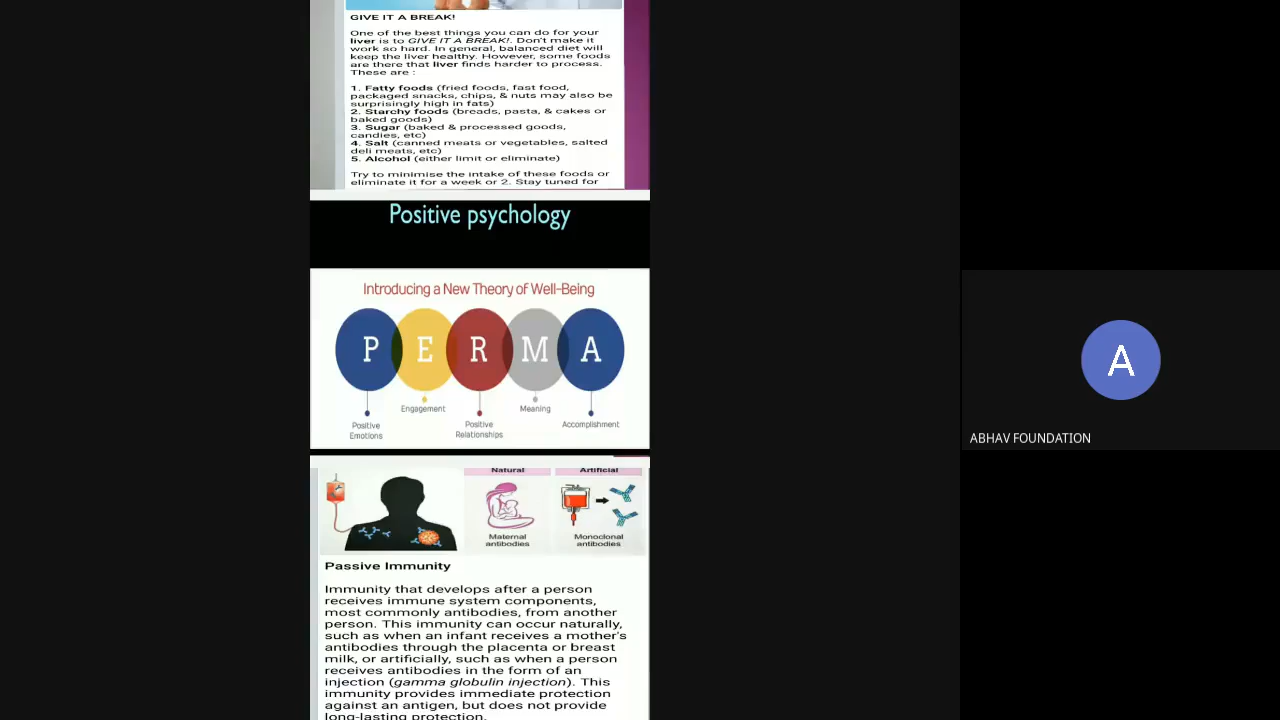 GIVE IT A BREAK!
One of the best things you can do for your
liver is to GIVE IT A BREAK!. Don't make it
work so hard. In general, balanced diet will
keep the liver healthy. However, some foods
are there that liver finds harder to process.
These are :
1. Fatty foods (fried foods, fast food,
packaged snacks, chips, & nuts may also be
surprisingly high in fats)
2. Starchy foods (breads, pasta, & cakes or
baked goods)
3. Sugar (baked & processed goods,
candies, etc)
4. Salt (canned meats or vegetables, salted
deli meats, etc)
5. Alcohol (either limit or eliminate)
Try to minimise the intake of these foods or
eliminate it for a week or 2. Stay tuned for
Positive psychology
Introducing a New Theory of Well-Being
P E R M A
Positive
Emotions
Engagement
Positive
Relationships
Meaning
Accomplishment
Natural
Artificial
Maternal
antibodies
Monoclonal
antibodies
Passive Immunity
Immunity that develops after a person
receives immune system components,
most commonly antibodies, from another
person. This immunity can occur naturally,
such as when an infant receives a mother's
antibodies through the placenta or breast
milk, or artificially, such as when a person
receives antibodies in the form of an
injection (gamma globulin injection). This
immunity provides immediate protection
against an antigen, but does not provide
long-lasting protection.
A
ABHAV FOUNDATION